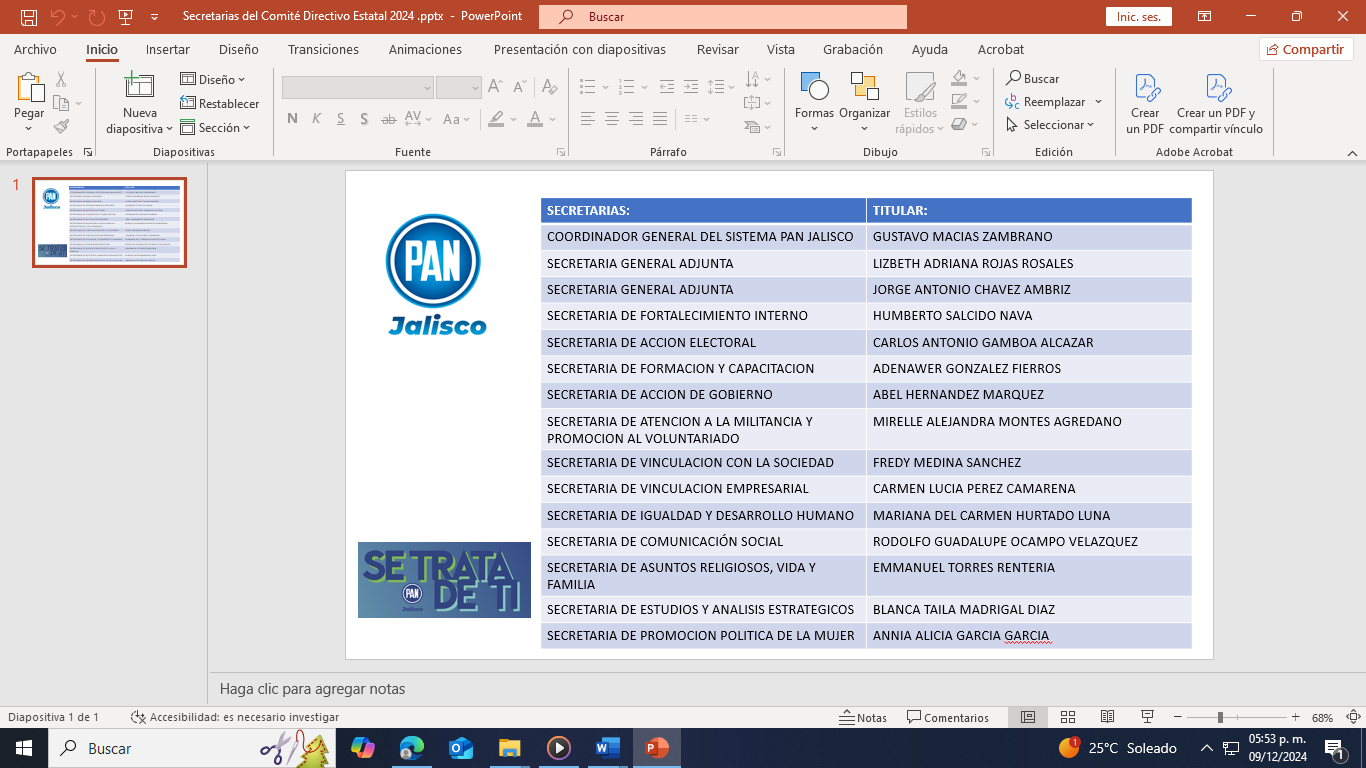 Secretarias del Comité Directivo Estatal 2024 .pptx - PowerPoint
Buscar
Inic. ses.
Archivo Inicio Insertar Diseño Transiciones Animaciones Presentación con diapositivas Revisar Vista Grabación Ayuda Acrobat
Compartir
Pegar
Portapapeles
Nueva
diapositiva
Diseño
Restablecer
Sección
Diapositivas
N K S S ab AV Aa A
Fuente
Párrafo
Formas
Organizar
Estilos
rápidos
Dibujo
Buscar
Reemplazar
Seleccionar
Edición
Crear
un PDF
Crear un PDF y
compartir vínculo
Adobe Acrobat
1
PAN
Jalisco
SECRETARIAS: TITULAR:
COORDINADOR GENERAL DEL SISTEMA PAN JALISCO GUSTAVO MACIAS ZAMBRANO
SECRETARIA GENERAL ADJUNTA LIZBETH ADRIANA ROJAS ROSALES
SECRETARIA GENERAL ADJUNTA JORGE ANTONIO CHAVEZ AMBRIZ
SECRETARIA DE FORTALECIMIENTO INTERNO HUMBERTO SALCIDO NAVA
SECRETARIA DE ACCION ELECTORAL CARLOS ANTONIO GAMBOA ALCAZAR
SECRETARIA DE FORMACION Y CAPACITACION ADENAWER GONZALEZ FIERROS
SECRETARIA DE ACCION DE GOBIERNO ABEL HERNANDEZ MARQUEZ
SECRETARIA DE ATENCION A LA MILITANCIA Y MIRELLE ALEJANDRA MONTES AGREDANO
PROMOCION AL VOLUNTARIADO
SECRETARIA DE VINCULACION CON LA SOCIEDAD FREDY MEDINA SANCHEZ
SECRETARIA DE VINCULACION EMPRESARIAL CARMEN LUCIA PEREZ CAMARENA
SECRETARIA DE IGUALDAD Y DESARROLLO HUMANO MARIANA DEL CARMEN HURTADO LUNA
SECRETARIA DE COMUNICACIÓN SOCIAL RODOLFO GUADALUPE OCAMPO VELAZQUEZ
SECRETARIA DE ASUNTOS RELIGIOSOS, VIDA Y EMMANUEL TORRES RENTERIA
FAMILIA
SECRETARIA DE ESTUDIOS Y ANALISIS ESTRATEGICOS BLANCA TAILA MADRIGAL DIAZ
SECRETARIA DE PROMOCION POLITICA DE LA MUJER ANNIA ALICIA GARCIA GARCIA
SE TRATA
DE TI
PAN
Jalisco
Haga clic para agregar notas
Diapositiva 1 de 1 Accesibilidad: es necesario investigar Notas Comentarios 68%
Buscar
1
25°C Soleado
05:53 p. m.
09/12/2024
1